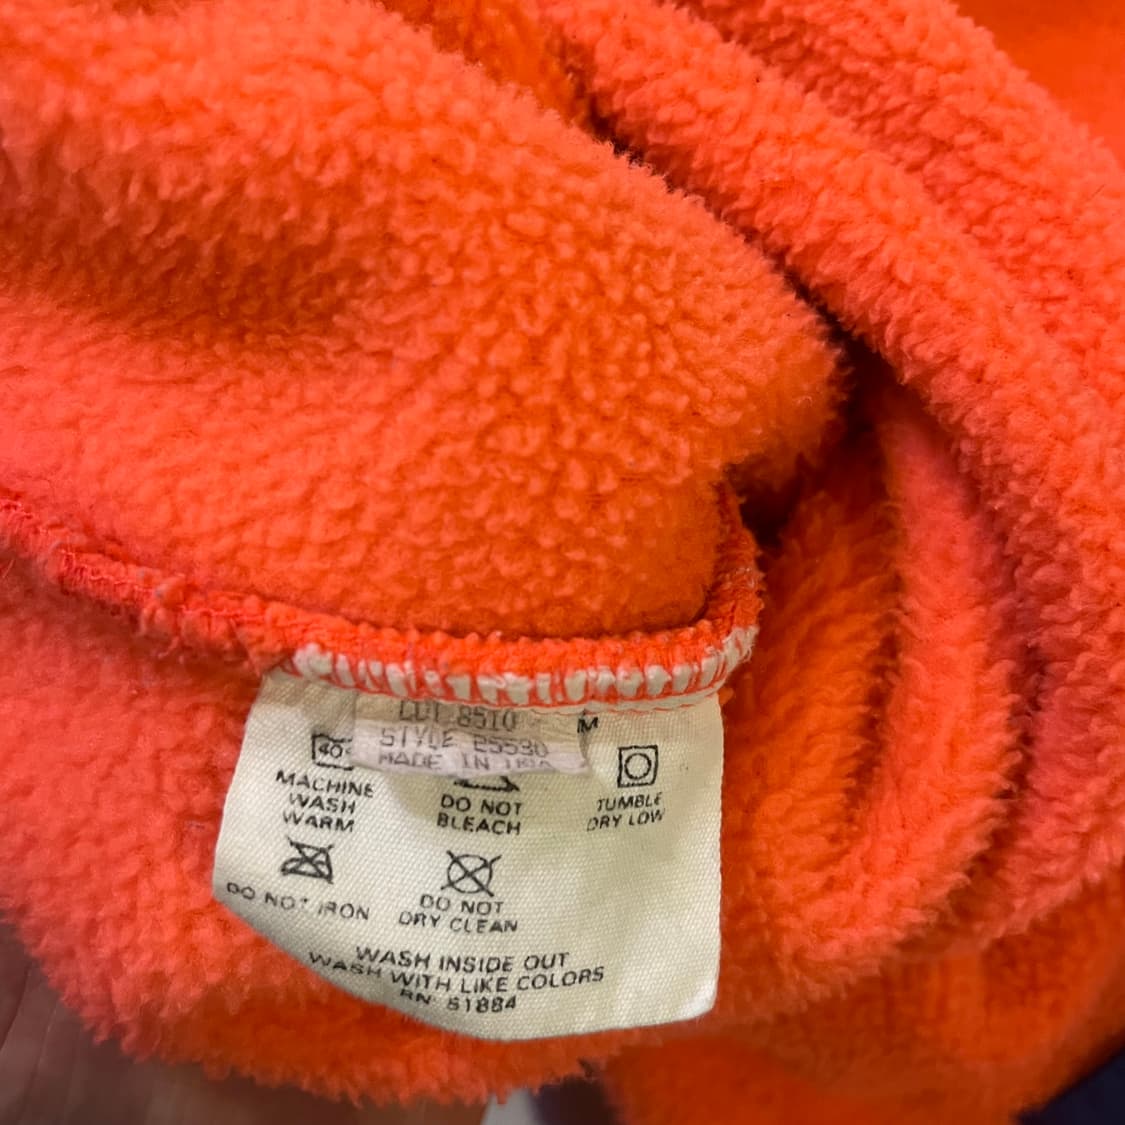 CUT 8510
M
STYLE 25530
MADE IN USA
40
MACHINE
WASH
WARM
DO NOT
BLEACH
TUMBLE
DRY LOW
DO NOT IRON
DO NOT
DRY CLEAN
WASH INSIDE OUT
WASH WITH LIKE COLORS
RN: 51884